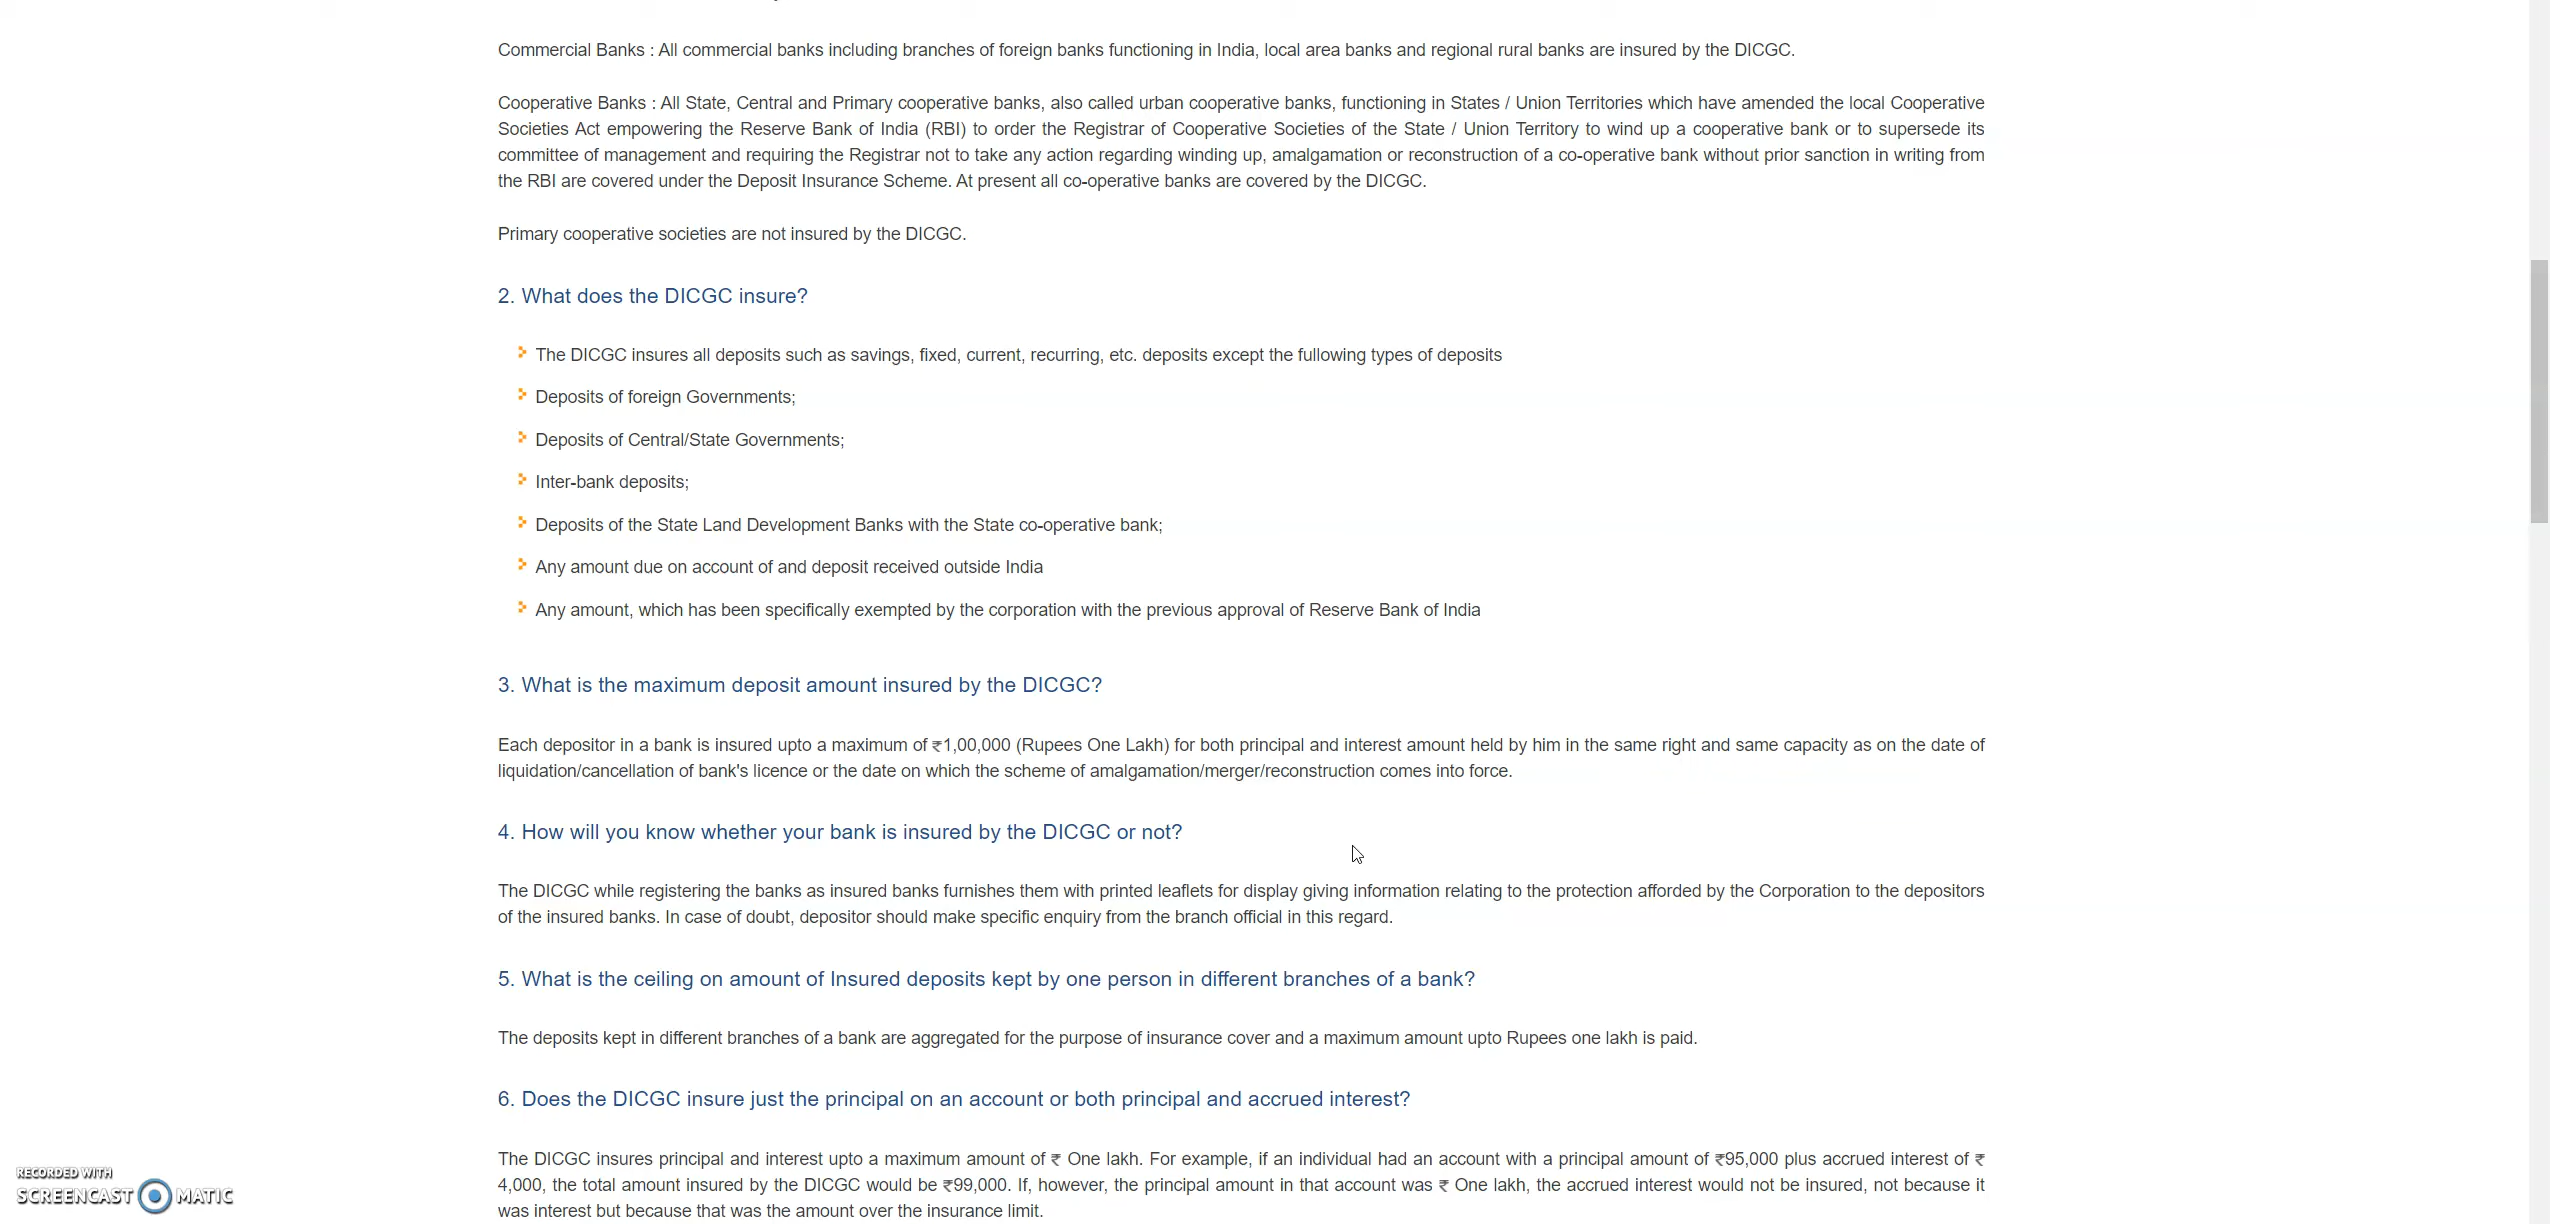 Commercial Banks : All commercial banks including branches of foreign banks functioning in India, local area banks and regional rural banks are insured by the DICGC.
Cooperative Banks : All State, Central and Primary cooperative banks, also called urban cooperative banks, functioning in States / Union Territories which have amended the local Cooperative
Societies Act empowering the Reserve Bank of India (RBI) to order the Registrar of Cooperative Societies of the State / Union Territory to wind up a cooperative bank or to supersede its
committee of management and requiring the Registrar not to take any action regarding winding up, amalgamation or reconstruction of a co-operative bank without prior sanction in writing from
the RBI are covered under the Deposit Insurance Scheme. At present all co-operative banks are covered by the DICGC.
Primary cooperative societies are not insured by the DICGC.
2. What does the DICGC insure?
The DICGC insures all deposits such as savings, fixed, current, recurring, etc. deposits except the fullowing types of deposits
Deposits of foreign Governments;
Deposits of Central/State Governments;
Inter-bank deposits;
Deposits of the State Land Development Banks with the State co-operative bank;
Any amount due on account of and deposit received outside India
Any amount, which has been specifically exempted by the corporation with the previous approval of Reserve Bank of India
3. What is the maximum deposit amount insured by the DICGC?
Each depositor in a bank is insured upto a maximum of ₹1,00,000 (Rupees One Lakh) for both principal and interest amount held by him in the same right and same capacity as on the date of
liquidation/cancellation of bank's licence or the date on which the scheme of amalgamation/merger/reconstruction comes into force.
4. How will you know whether your bank is insured by the DICGC or not?
The DICGC while registering the banks as insured banks furnishes them with printed leaflets for display giving information relating to the protection afforded by the Corporation to the depositors
of the insured banks. In case of doubt, depositor should make specific enquiry from the branch official in this regard.
5. What is the ceiling on amount of Insured deposits kept by one person in different branches of a bank?
The deposits kept in different branches of a bank are aggregated for the purpose of insurance cover and a maximum amount upto Rupees one lakh is paid.
6. Does the DICGC insure just the principal on an account or both principal and accrued interest?
The DICGC insures principal and interest upto a maximum amount of ₹ One lakh. For example, if an individual had an account with a principal amount of ₹95,000 plus accrued interest of ₹
4,000, the total amount insured by the DICGC would be ₹99,000. If, however, the principal amount in that account was ₹ One lakh, the accrued interest would not be insured, not because it
was interest but because that was the amount over the insurance limit.
RECORDED WITH
SCREENCAST MATIC